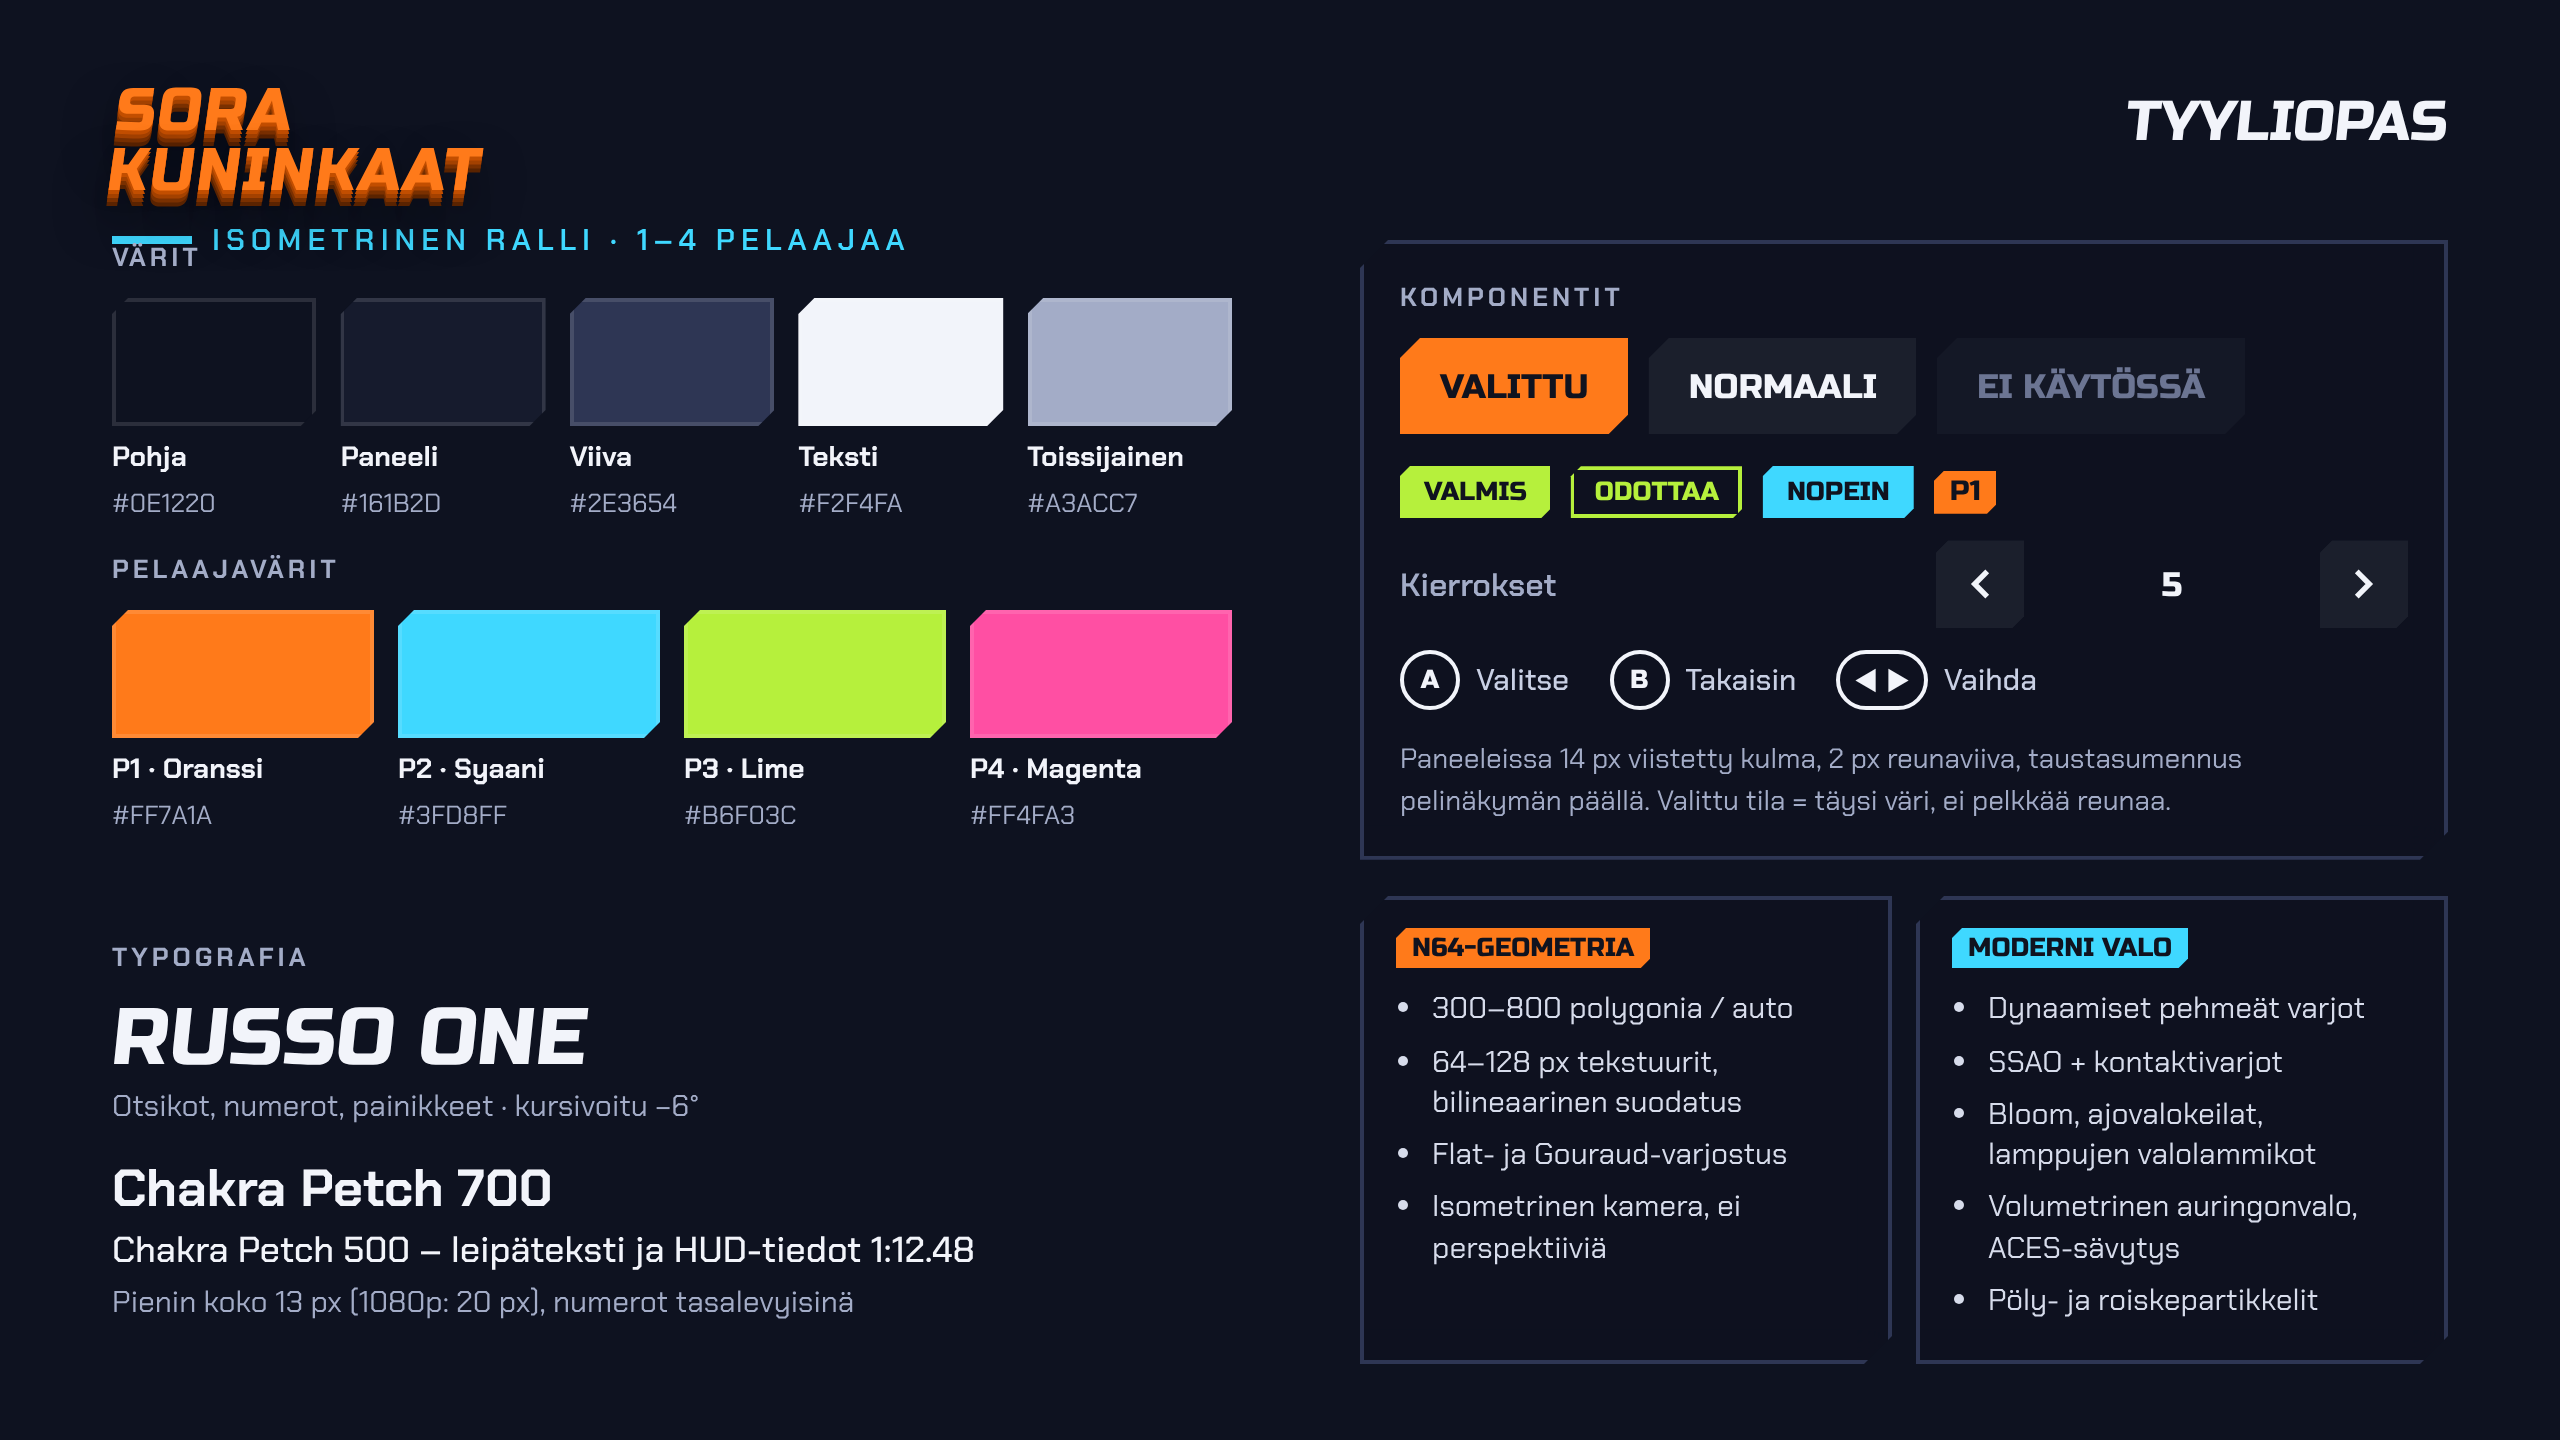 SORA
KUNINKAAT
ISOMETRINEN RALLI · 1–4 PELAAJAA
TYYLIOPAS
VÄRIT
Pohja
#0E1220
Paneeli
#161B2D
Viiva
#2E3654
Teksti
#F2F4FA
Toissijainen
#A3ACC7
PELAAJAVÄRIT
P1 · Oranssi
#FF7A1A
P2 · Syaani
#3FD8FF
P3 · Lime
#B6F03C
P4 · Magenta
#FF4FA3
TYPOGRAFIA
RUSSO ONE
Otsikot, numerot, painikkeet · kursivoitu −6°
Chakra Petch 700
Chakra Petch 500 – leipäteksti ja HUD-tiedot 1:12.48
Pienin koko 13 px (1080p: 20 px), numerot tasalevyisinä
KOMPONENTIT
VALITTU
NORMAALI
EI KÄYTÖSSÄ
VALMIS
ODOTTAA
NOPEIN
P1
Kierrokset
5
A Valitse
B Takaisin
Vaihda
Paneeleissa 14 px viistetty kulma, 2 px reunaviiva, taustasumennus
pelinäkymän päällä. Valittu tila = täysi väri, ei pelkkää reunaa.
N64-GEOMETRIA
• 300–800 polygonia / auto
• 64–128 px tekstuurit,
bilineaarinen suodatus
• Flat- ja Gouraud-varjostus
• Isometrinen kamera, ei
perspektiiviä
MODERNI VALO
• Dynaamiset pehmeät varjot
• SSAO + kontaktivarjot
• Bloom, ajovalokeilat,
lamppujen valolammikot
• Volumetrinen auringonvalo,
ACES-sävytys
• Pöly- ja roiskepartikkelit